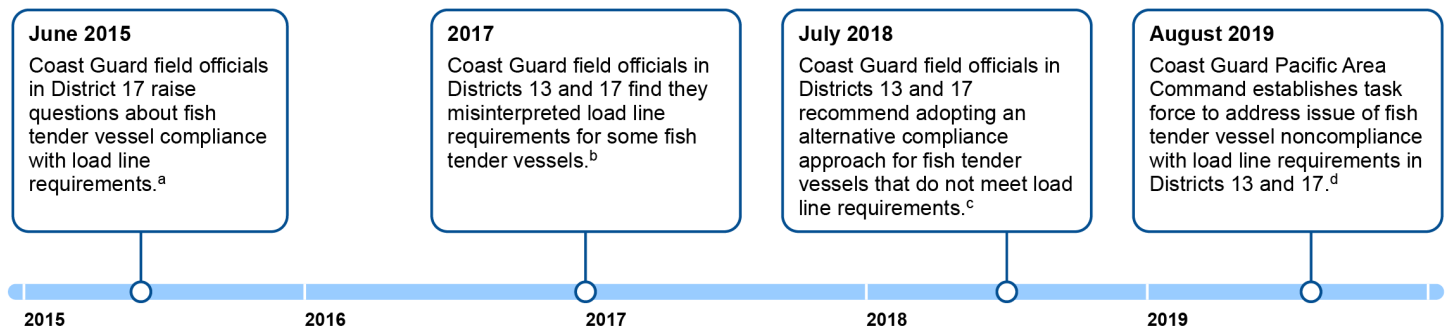 June 2015
Coast Guard field officials
in District 17 raise
questions about fish
tender vessel compliance
with load line
requirements.a
2017
Coast Guard field officials in
Districts 13 and 17 find they
misinterpreted load line
requirements for some fish
tender vessels.b
July 2018
Coast Guard field officials in
Districts 13 and 17
recommend adopting an
alternative compliance
approach for fish tender
vessels that do not meet load
line requirements.c
August 2019
Coast Guard Pacific Area
Command establishes task
force to address issue of fish
tender vessel noncompliance
with load line requirements in
Districts 13 and 17.d
2015
2016
2017
2018
2019